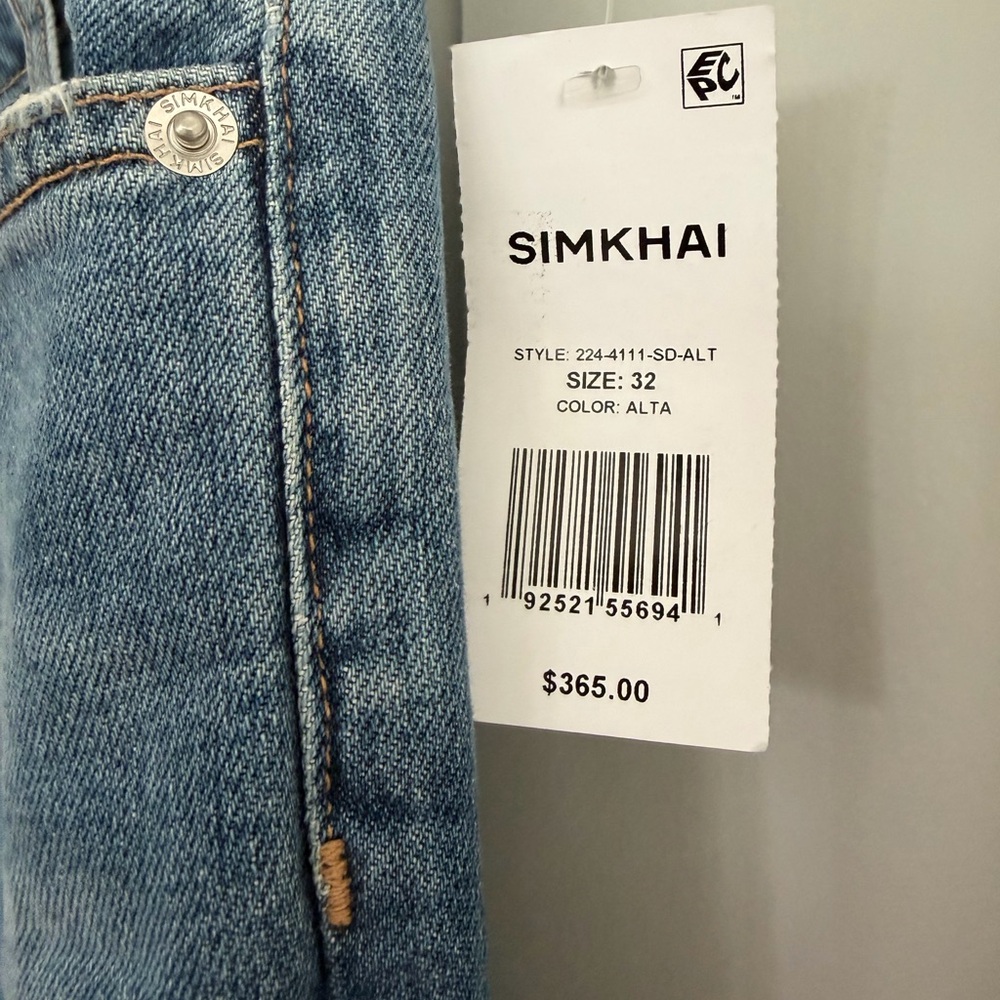 SIMKHAI SIMKHAI
EPC
TM
SIMKHAI
STYLE: 224-4111-SD-ALT
SIZE: 32
COLOR: ALTA
1 92521 55694 1
$365.00